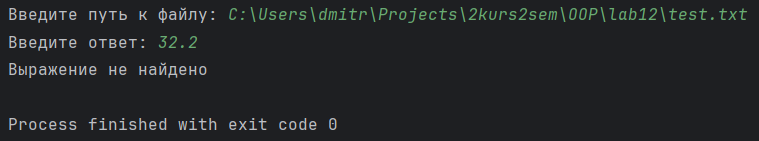 Введите путь к файлу: C:\Users\dmitr\Projects\2kurs2sem\OOP\lab12\test.txt
Введите ответ: 32.2
Выражение не найдено
Process finished with exit code 0